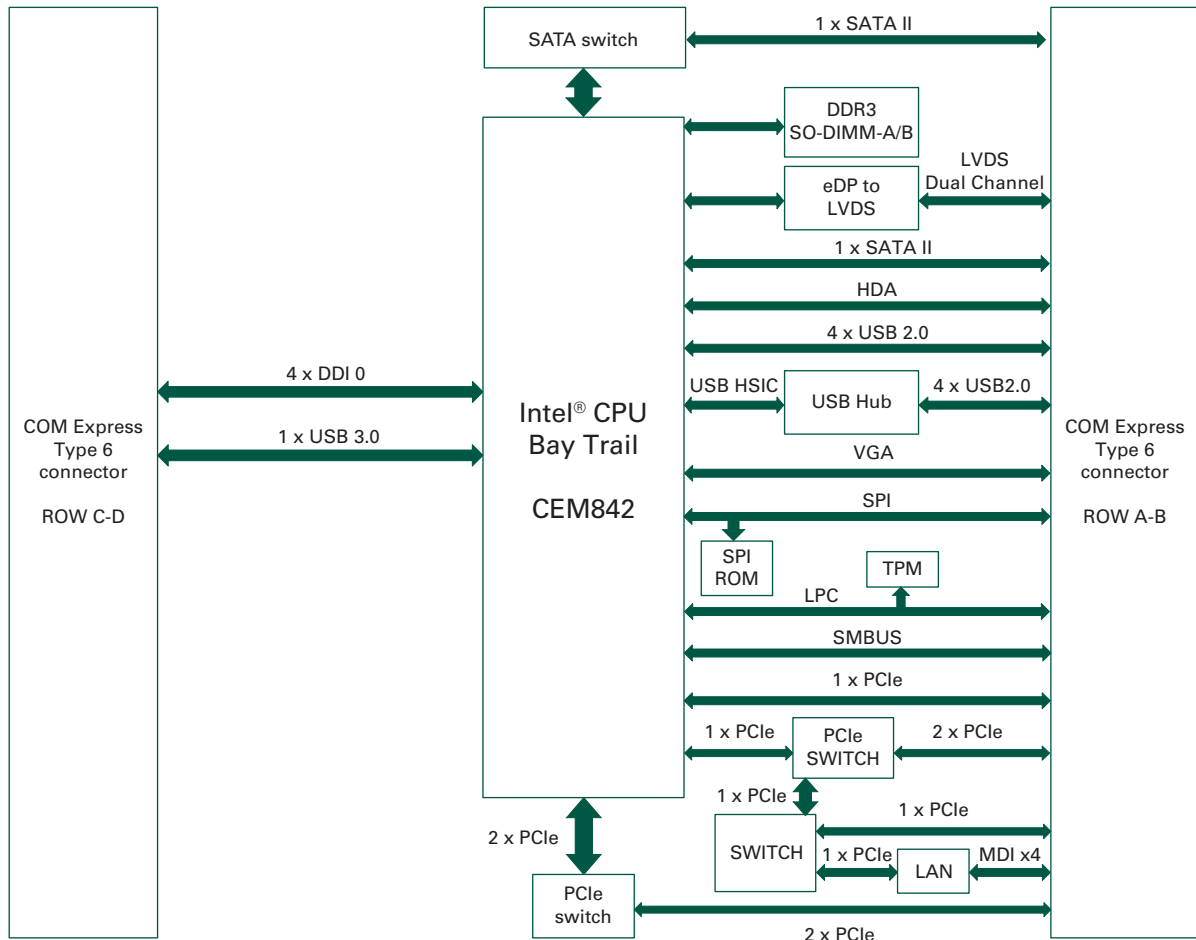 SATA switch
1 x SATA II
DDR3
SO-DIMM-A/B
LVDS
Dual Channel
eDP to
LVDS
1 x SATA II
HDA
4 x USB 2.0
4 x DDI 0
USB HSIC
USB Hub
4 x USB2.0
1 x USB 3.0
COM Express
Type 6
connector
ROW C-D
Intel® CPU
Bay Trail
CEM842
COM Express
Type 6
connector
ROW A-B
VGA
SPI
SPI
ROM
TPM
LPC
SMBUS
1 x PCIe
1 x PCIe
PCIe
SWITCH
2 x PCIe
1 x PCIe
1 x PCIe
2 x PCIe
SWITCH
1 x PCIe
LAN
MDI x4
PCIe
switch
2 x PCIe